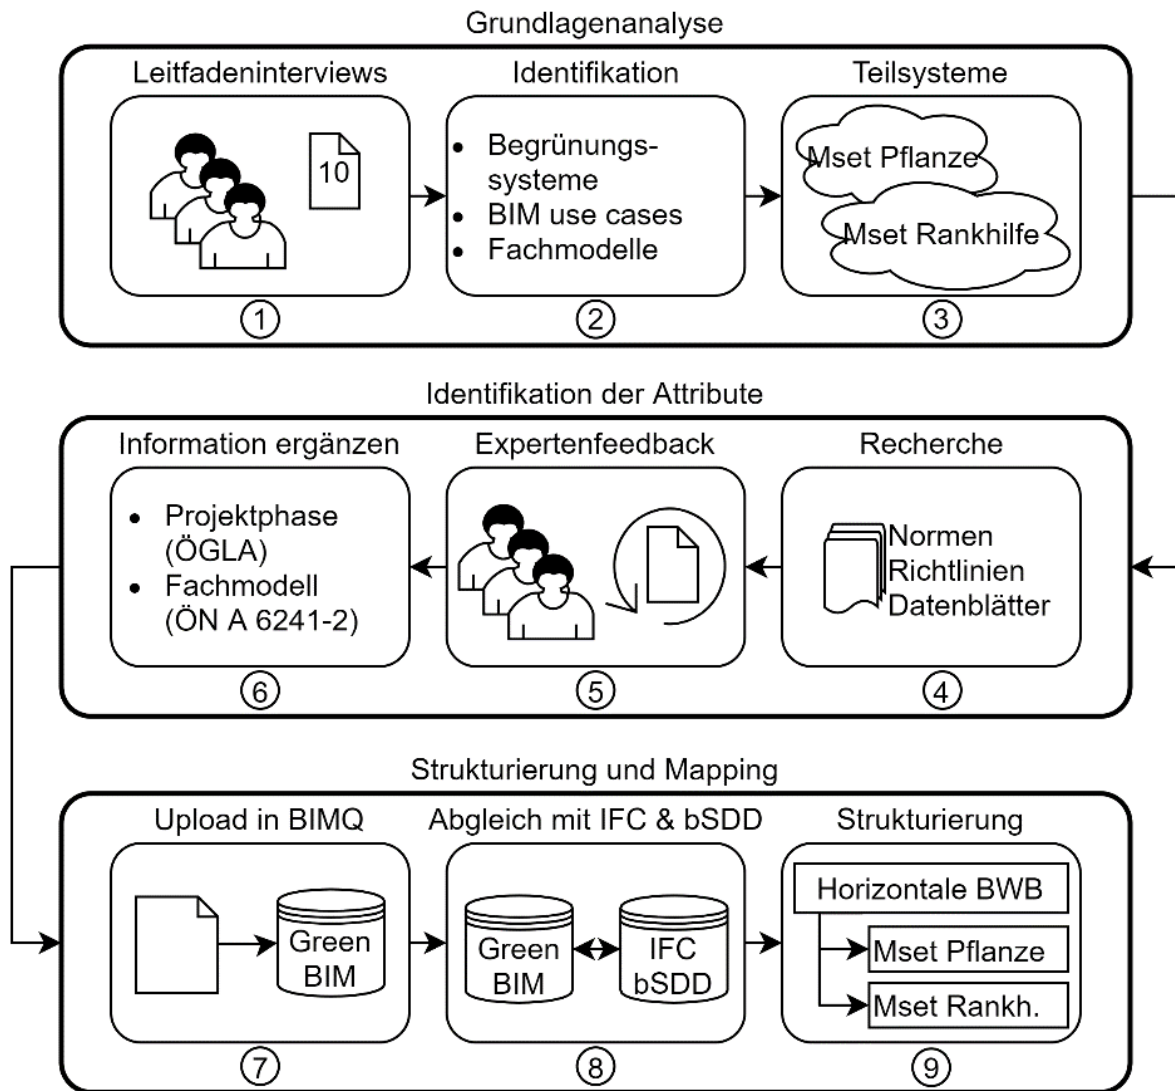 Grundlagenanalyse
Leitfadeninterviews
10
1
Identifikation
• Begrünungs-
systeme
• BIM use cases
• Fachmodelle
2
Teilsysteme
Mset Pflanze
Mset Rankhilfe
3
Identifikation der Attribute
Information ergänzen
• Projektphase
(ÖGLA)
• Fachmodell
(ÖN A 6241-2)
6
Expertenfeedback
5
Recherche
Normen
Richtlinien
Datenblätter
4
Strukturierung und Mapping
Upload in BIMQ
Green
BIM
7
Abgleich mit IFC & bSDD
Green
BIM
IFC
bSDD
8
Strukturierung
Horizontale BWB
Mset Pflanze
Mset Rankh.
9